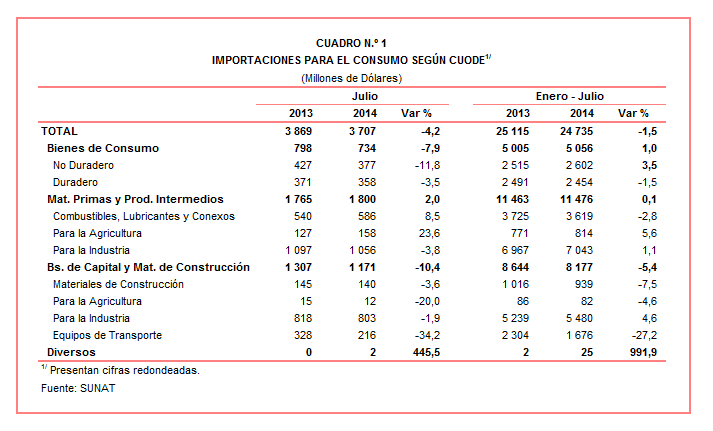 CUADRO N.º 1
IMPORTACIONES PARA EL CONSUMO SEGÚN CUODE1/
(Millones de Dólares)
Julio Enero - Julio
2013 2014 Var % 2013 2014 Var %
TOTAL 3 869 3 707 -4,2 25 115 24 735 -1,5
Bienes de Consumo 798 734 -7,9 5 005 5 056 1,0
No Duradero 427 377 -11,8 2 515 2 602 3,5
Duradero 371 358 -3,5 2 491 2 454 -1,5
Mat. Primas y Prod. Intermedios 1 765 1 800 2,0 11 463 11 476 0,1
Combustibles, Lubricantes y Conexos 540 586 8,5 3 725 3 619 -2,8
Para la Agricultura 127 158 23,6 771 814 5,6
Para la Industria 1 097 1 056 -3,8 6 967 7 043 1,1
Bs. de Capital y Mat. de Construcción 1 307 1 171 -10,4 8 644 8 177 -5,4
Materiales de Construcción 145 140 -3,6 1 016 939 -7,5
Para la Agricultura 15 12 -20,0 86 82 -4,6
Para la Industria 818 803 -1,9 5 239 5 480 4,6
Equipos de Transporte 328 216 -34,2 2 304 1 676 -27,2
Diversos 0 2 445,5 2 25 991,9
1/ Presentan cifras redondeadas.
Fuente: SUNAT